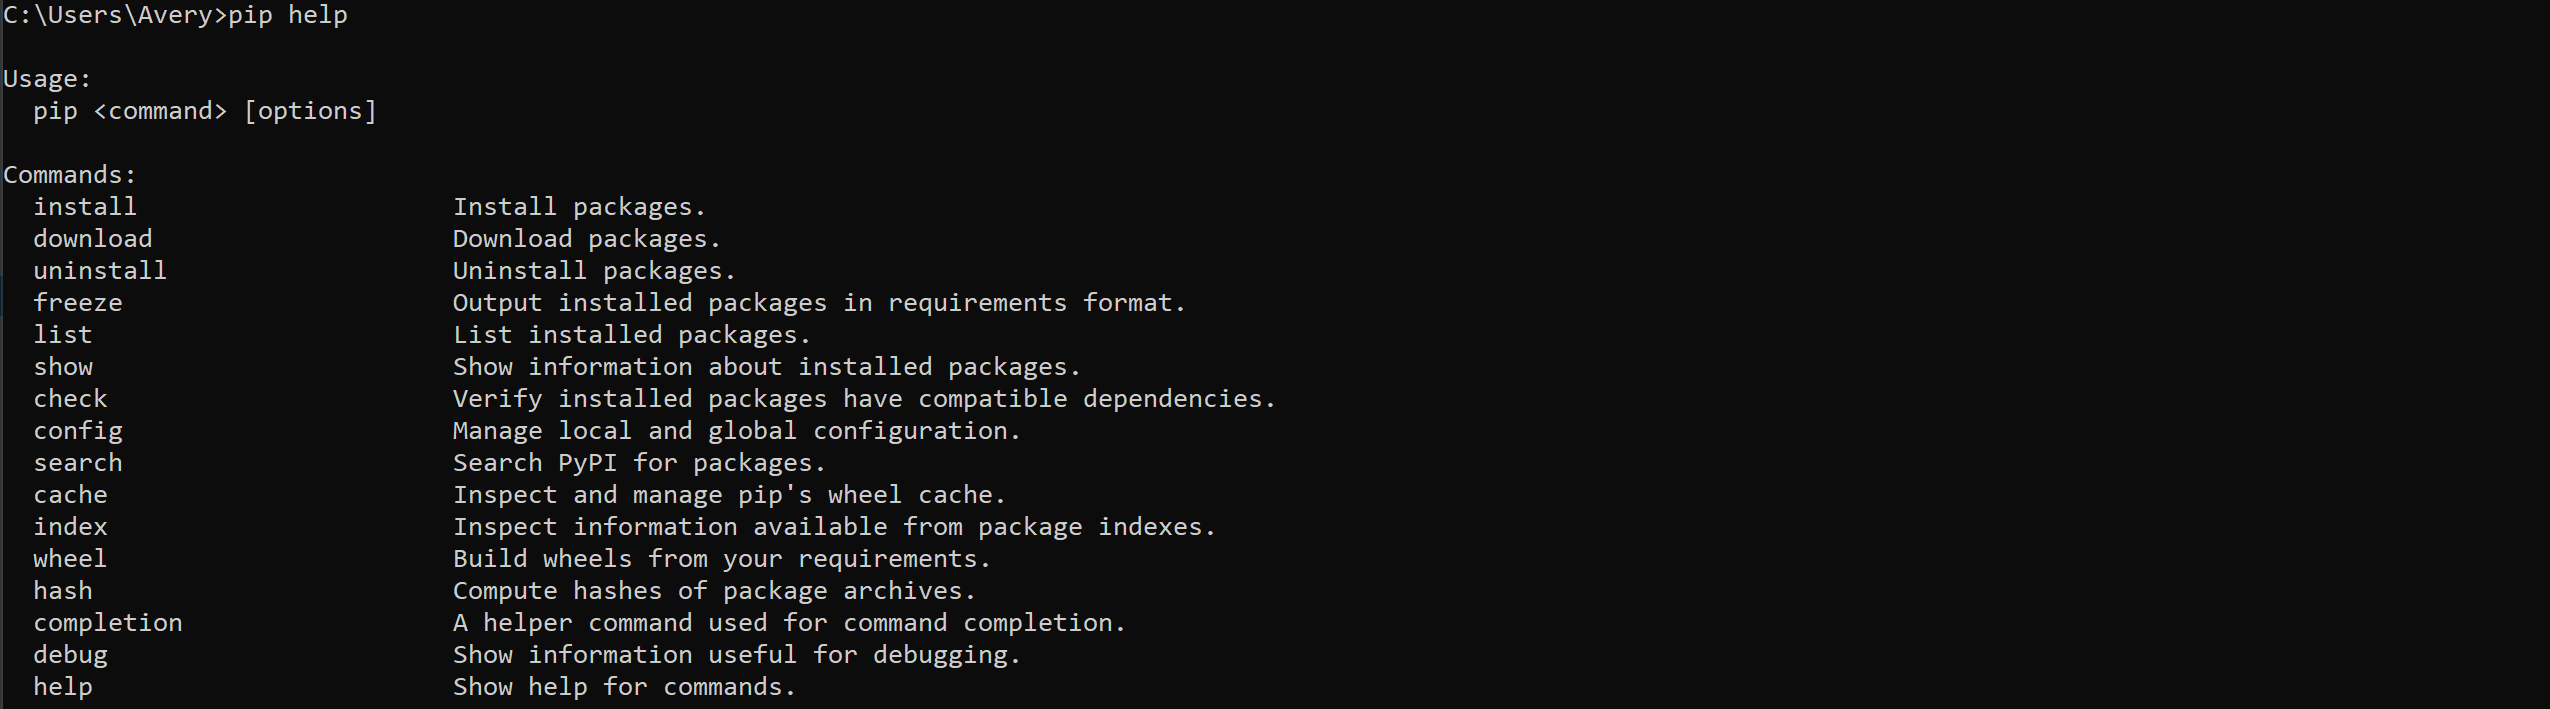 C:\Users\Avery>pip help
Usage:
pip <command> [options]
Commands:
install Install packages.
download Download packages.
uninstall Uninstall packages.
freeze Output installed packages in requirements format.
list List installed packages.
show Show information about installed packages.
check Verify installed packages have compatible dependencies.
config Manage local and global configuration.
search Search PyPI for packages.
cache Inspect and manage pip's wheel cache.
index Inspect information available from package indexes.
wheel Build wheels from your requirements.
hash Compute hashes of package archives.
completion A helper command used for command completion.
debug Show information useful for debugging.
help Show help for commands.